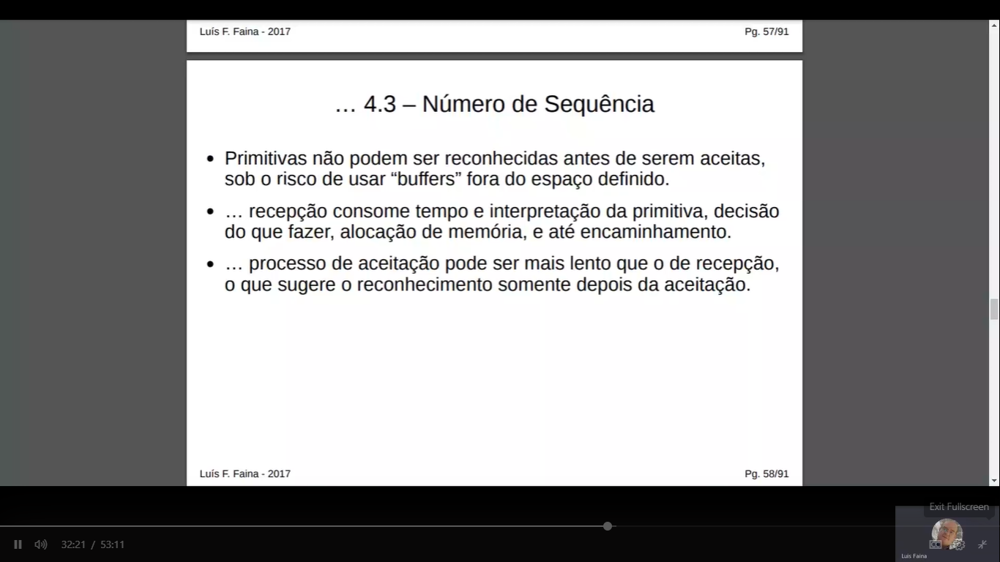 Luís F. Faina - 2017 Pg. 57/91
… 4.3 – Número de Sequência
• Primitivas não podem ser reconhecidas antes de serem aceitas,
sob o risco de usar “buffers” fora do espaço definido.
• … recepção consome tempo e interpretação da primitiva, decisão
do que fazer, alocação de memória, e até encaminhamento.
• … processo de aceitação pode ser mais lento que o de recepção,
o que sugere o reconhecimento somente depois da aceitação.
Luís F. Faina - 2017 Pg. 58/91
Exit Fullscreen
32:21 / 53:11
CC
Luis Faina